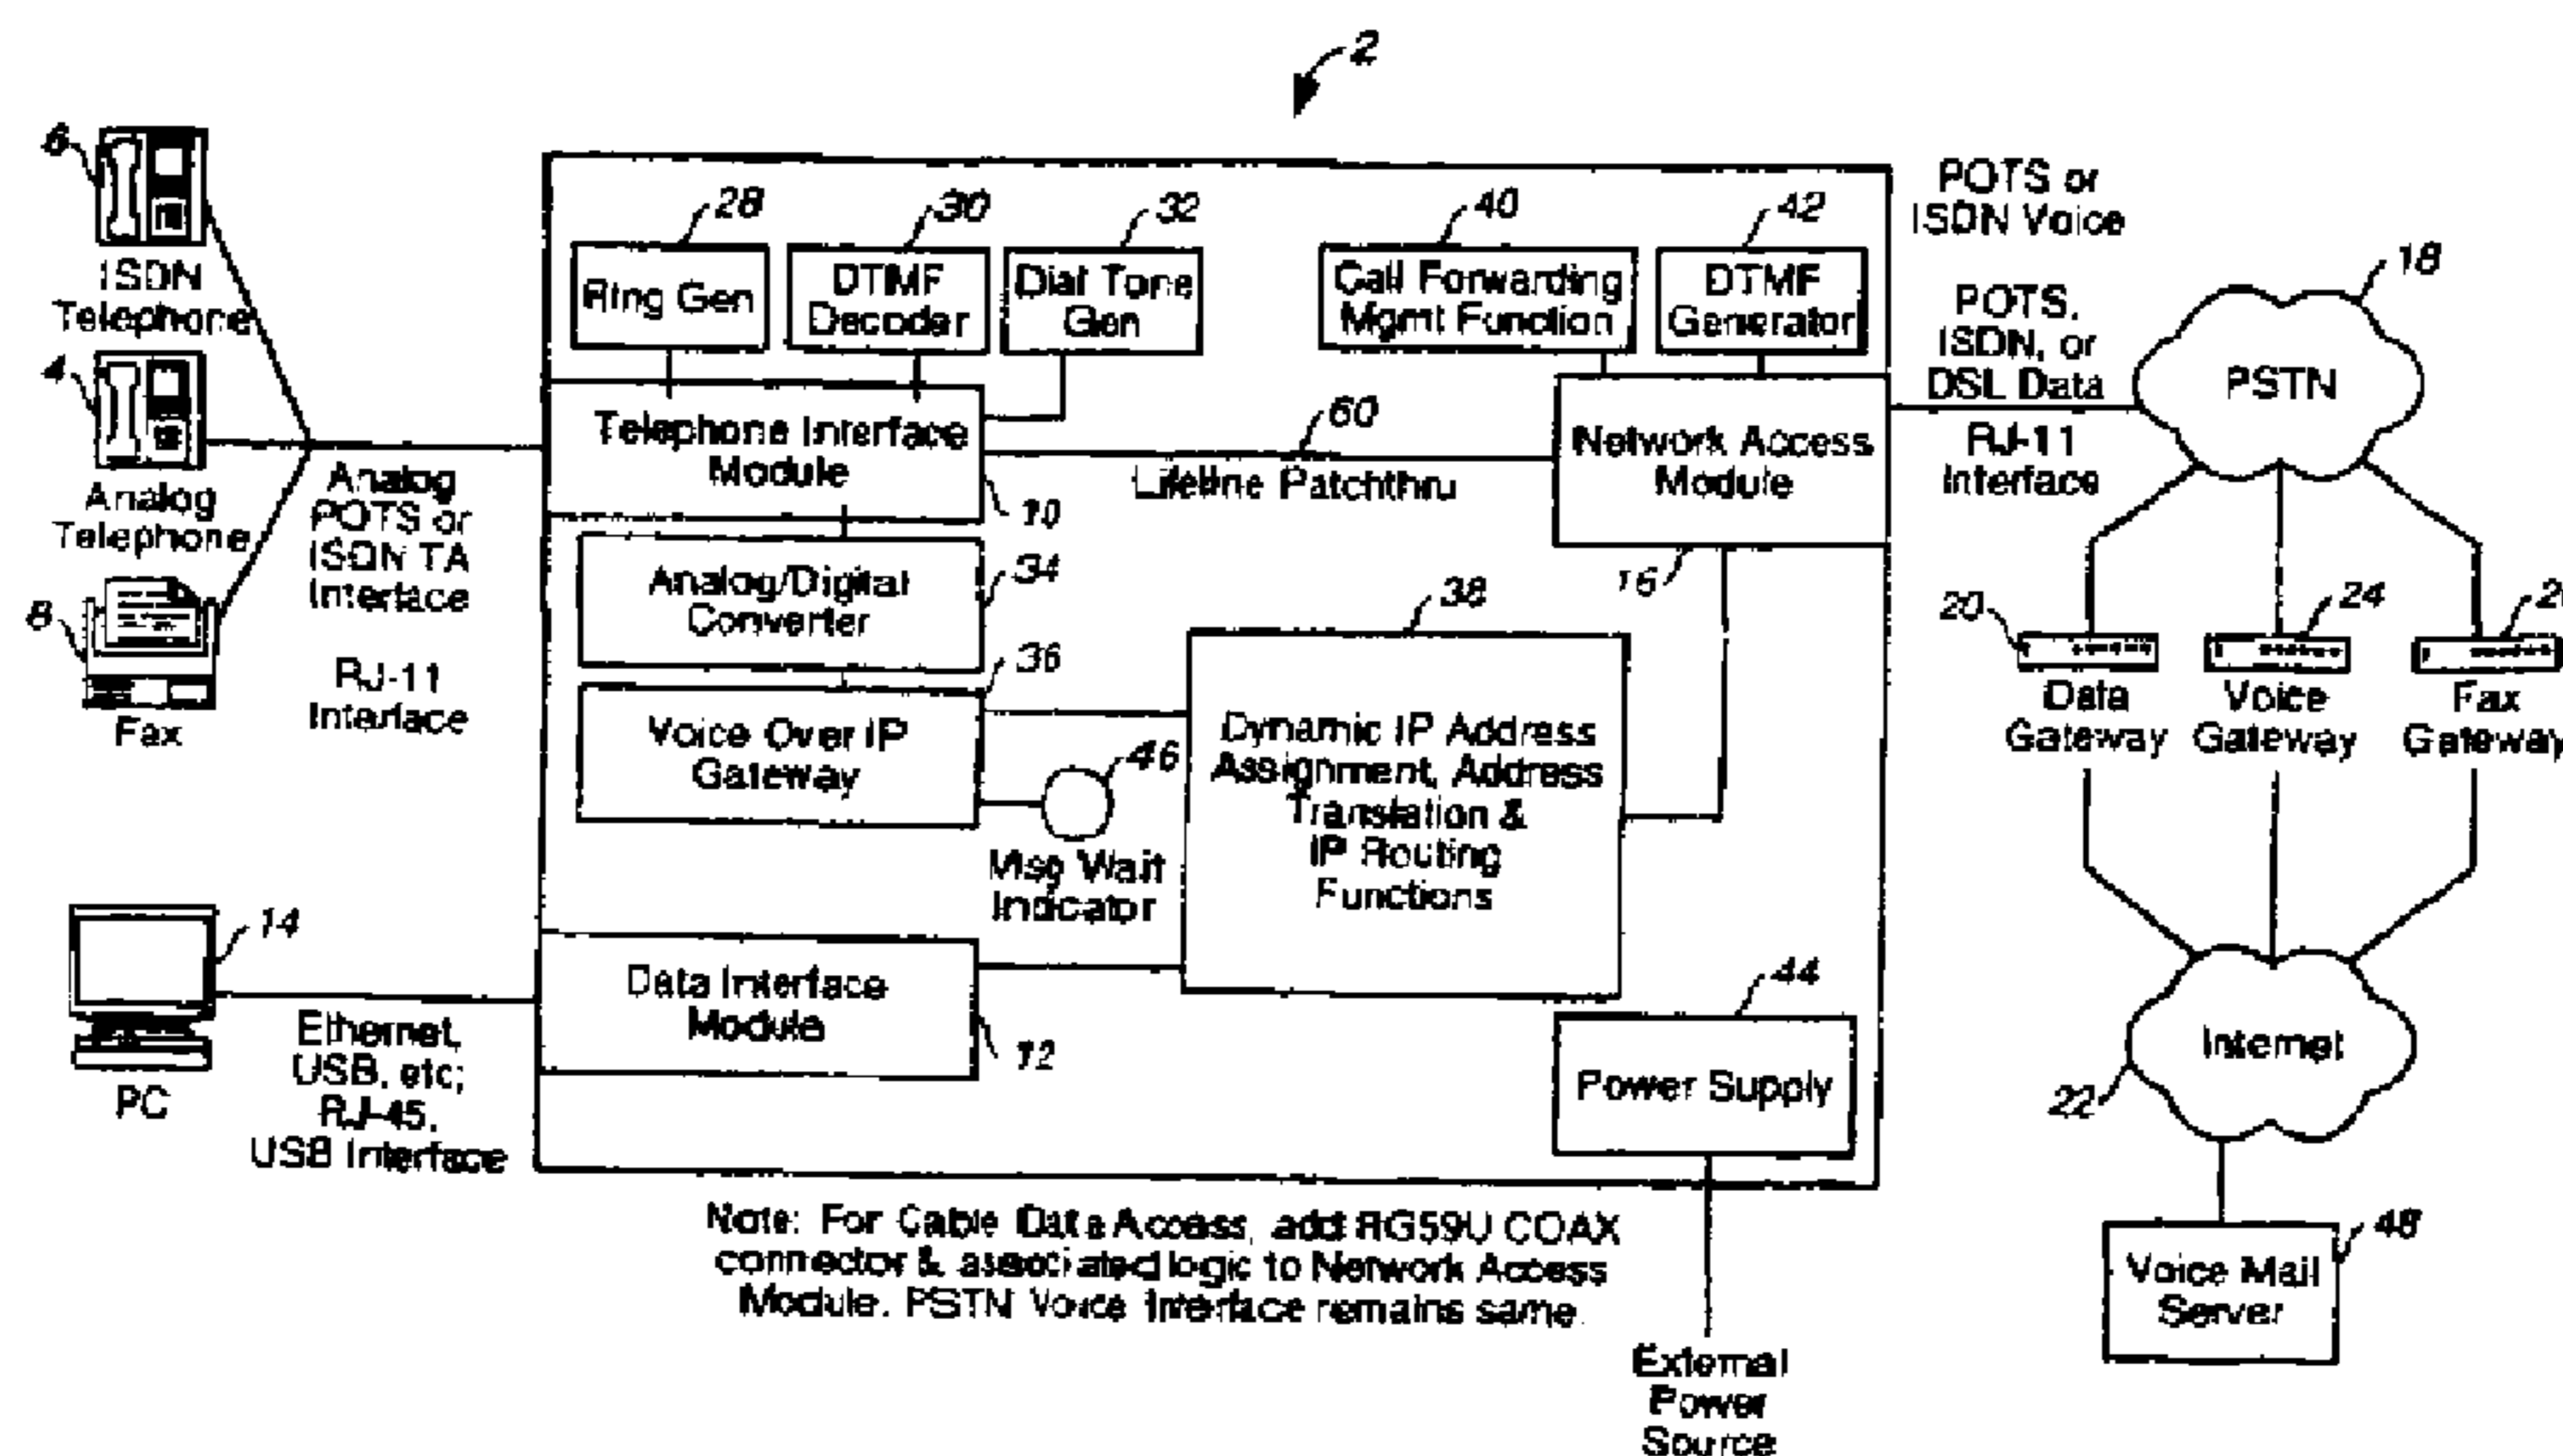 2
6
ISDN
Telephone
4
Analog
Telephone
8
Fax
Analog
POTS or
ISDN TA
Interface
RJ-11
Interface
14
PC
Ethernet,
USB, etc;
RJ-45,
USB Interface
28
Ring Gen
30
DTMF
Decoder
32
Dial Tone
Gen
40
Call Forwarding
Mgmt Function
42
DTMF
Generator
Telephone Interface
Module
10
60
Lifeline Patchthru
Network Access
Module
16
Analog/Digital
Converter
34
Voice Over IP
Gateway
36
46
Msg Wait
Indicator
38
Dynamic IP Address
Assignment, Address
Translation &
IP Routing
Functions
Data Interface
Module
12
44
Power Supply
External
Power
Source
Note: For Cable Data Access, add RG59U COAX
connector & associated logic to Network Access
Module. PSTN Voice Interface remains same.
POTS or
ISDN Voice
POTS,
ISDN, or
DSL Data
RJ-11
Interface
18
PSTN
20
Data
Gateway
24
Voice
Gateway
Fax
Gateway
Internet
22
48
Voice Mail
Server